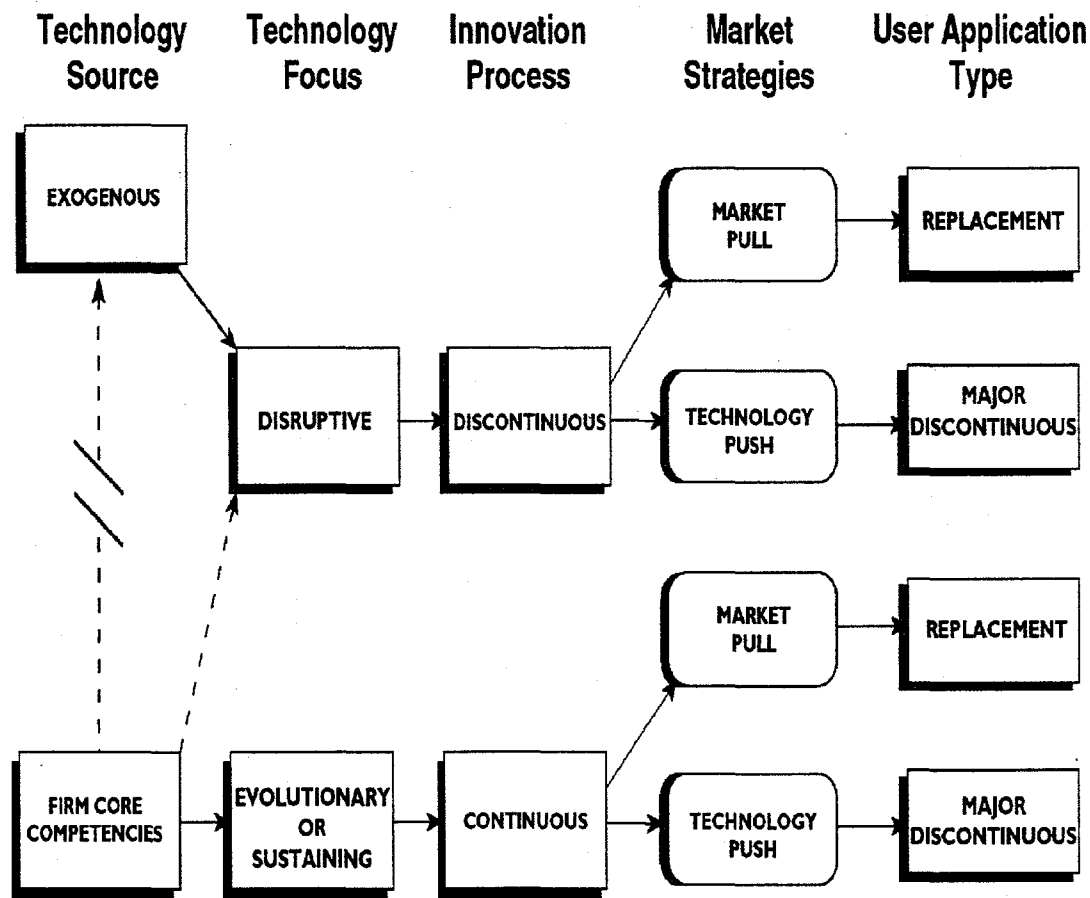 Technology
Source
Technology
Focus
Innovation
Process
Market
Strategies
User Application
Type
EXOGENOUS
MARKET
PULL
REPLACEMENT
DISRUPTIVE
DISCONTINUOUS
TECHNOLOGY
PUSH
MAJOR
DISCONTINUOUS
MARKET
PULL
REPLACEMENT
FIRM CORE
COMPETENCIES
EVOLUTIONARY
OR
SUSTAINING
CONTINUOUS
TECHNOLOGY
PUSH
MAJOR
DISCONTINUOUS